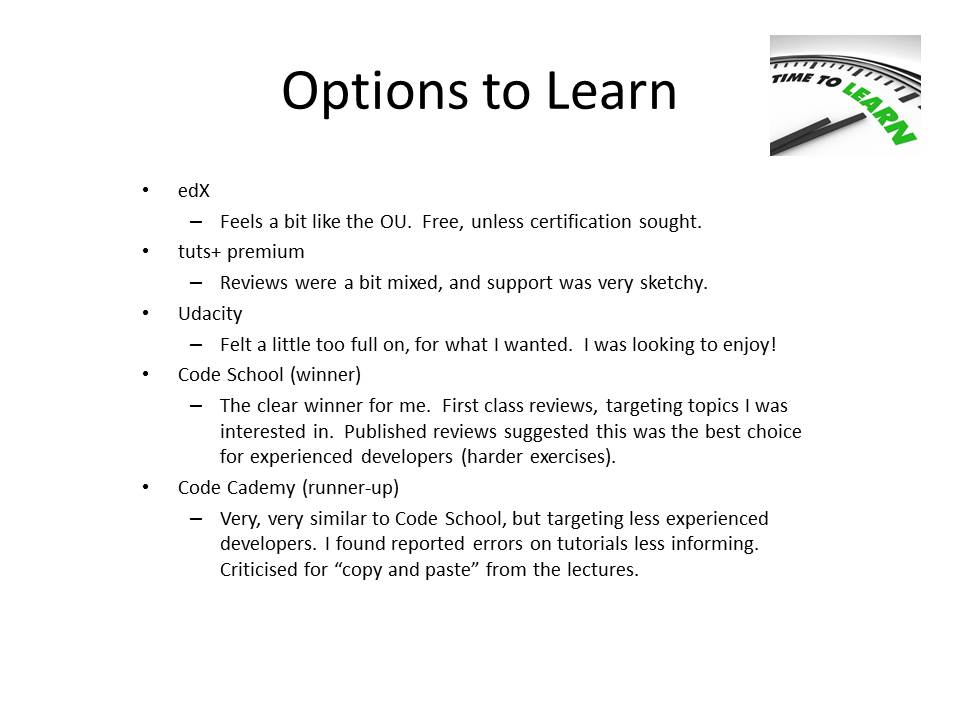 Options to Learn
TIME TO LEARN
• edX
– Feels a bit like the OU.  Free, unless certification sought.
• tuts+ premium
– Reviews were a bit mixed, and support was very sketchy.
• Udacity
– Felt a little too full on, for what I wanted.  I was looking to enjoy!
• Code School (winner)
– The clear winner for me.  First class reviews, targeting topics I was
interested in.  Published reviews suggested this was the best choice
for experienced developers (harder exercises).
• Code Cademy (runner-up)
– Very, very similar to Code School, but targeting less experienced
developers. I found reported errors on tutorials less informing.
Criticised for “copy and paste” from the lectures.